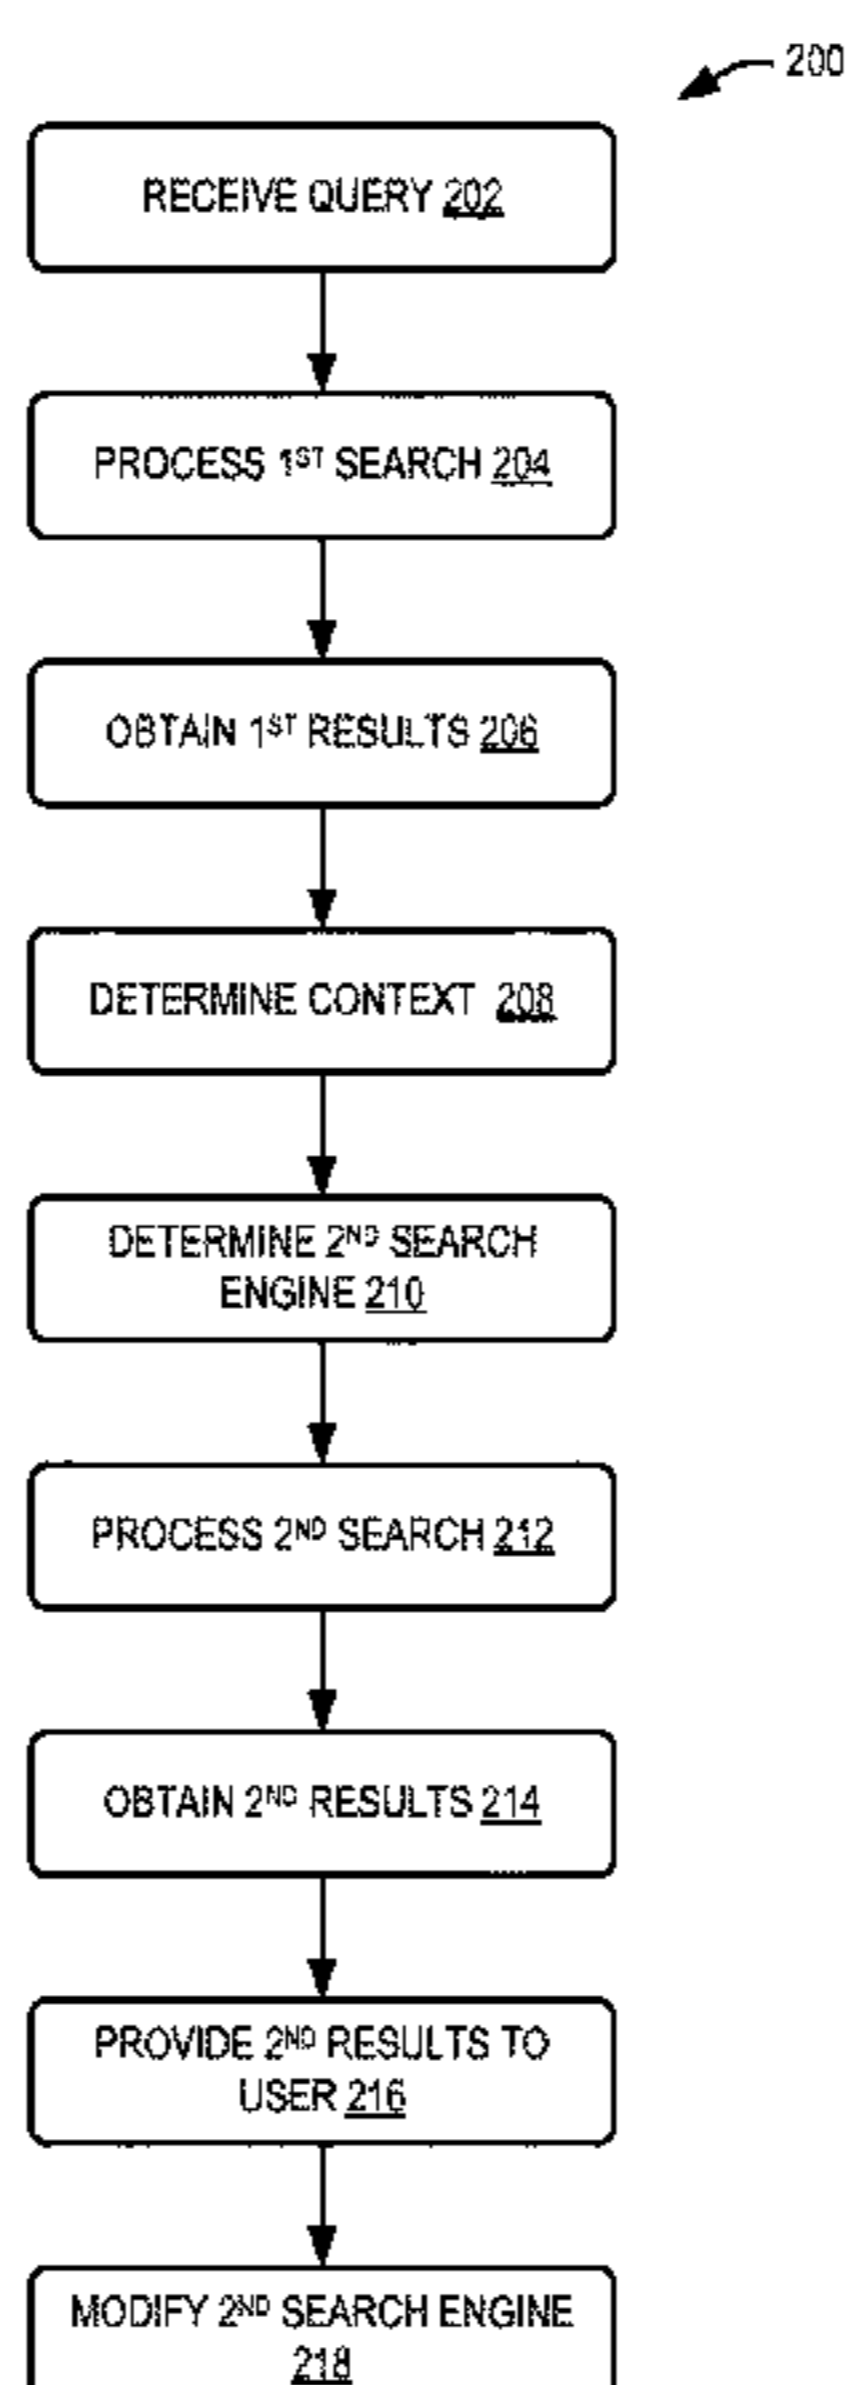 200
RECEIVE QUERY 202
PROCESS 1ST SEARCH 204
OBTAIN 1ST RESULTS 206
DETERMINE CONTEXT 208
DETERMINE 2ND SEARCH
ENGINE 210
PROCESS 2ND SEARCH 212
OBTAIN 2ND RESULTS 214
PROVIDE 2ND RESULTS TO
USER 216
MODIFY 2ND SEARCH ENGINE
218